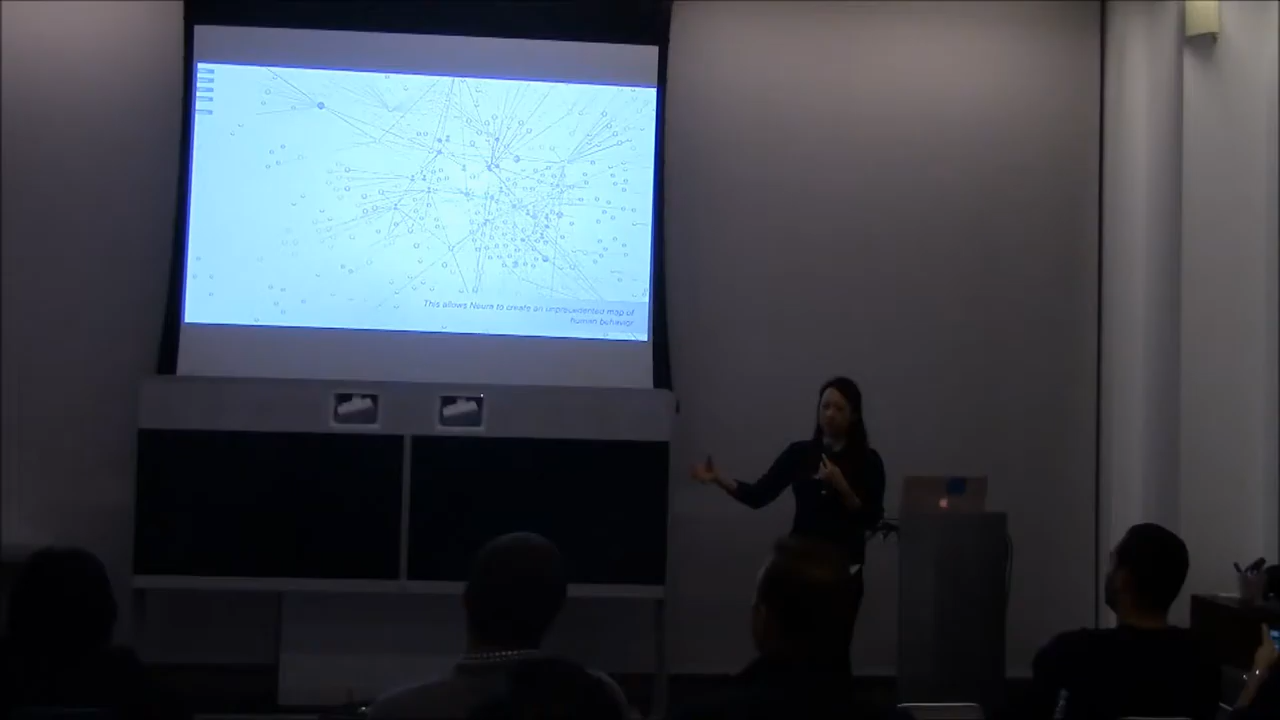 This allows Neura to create an unprecedented map of
human behavior